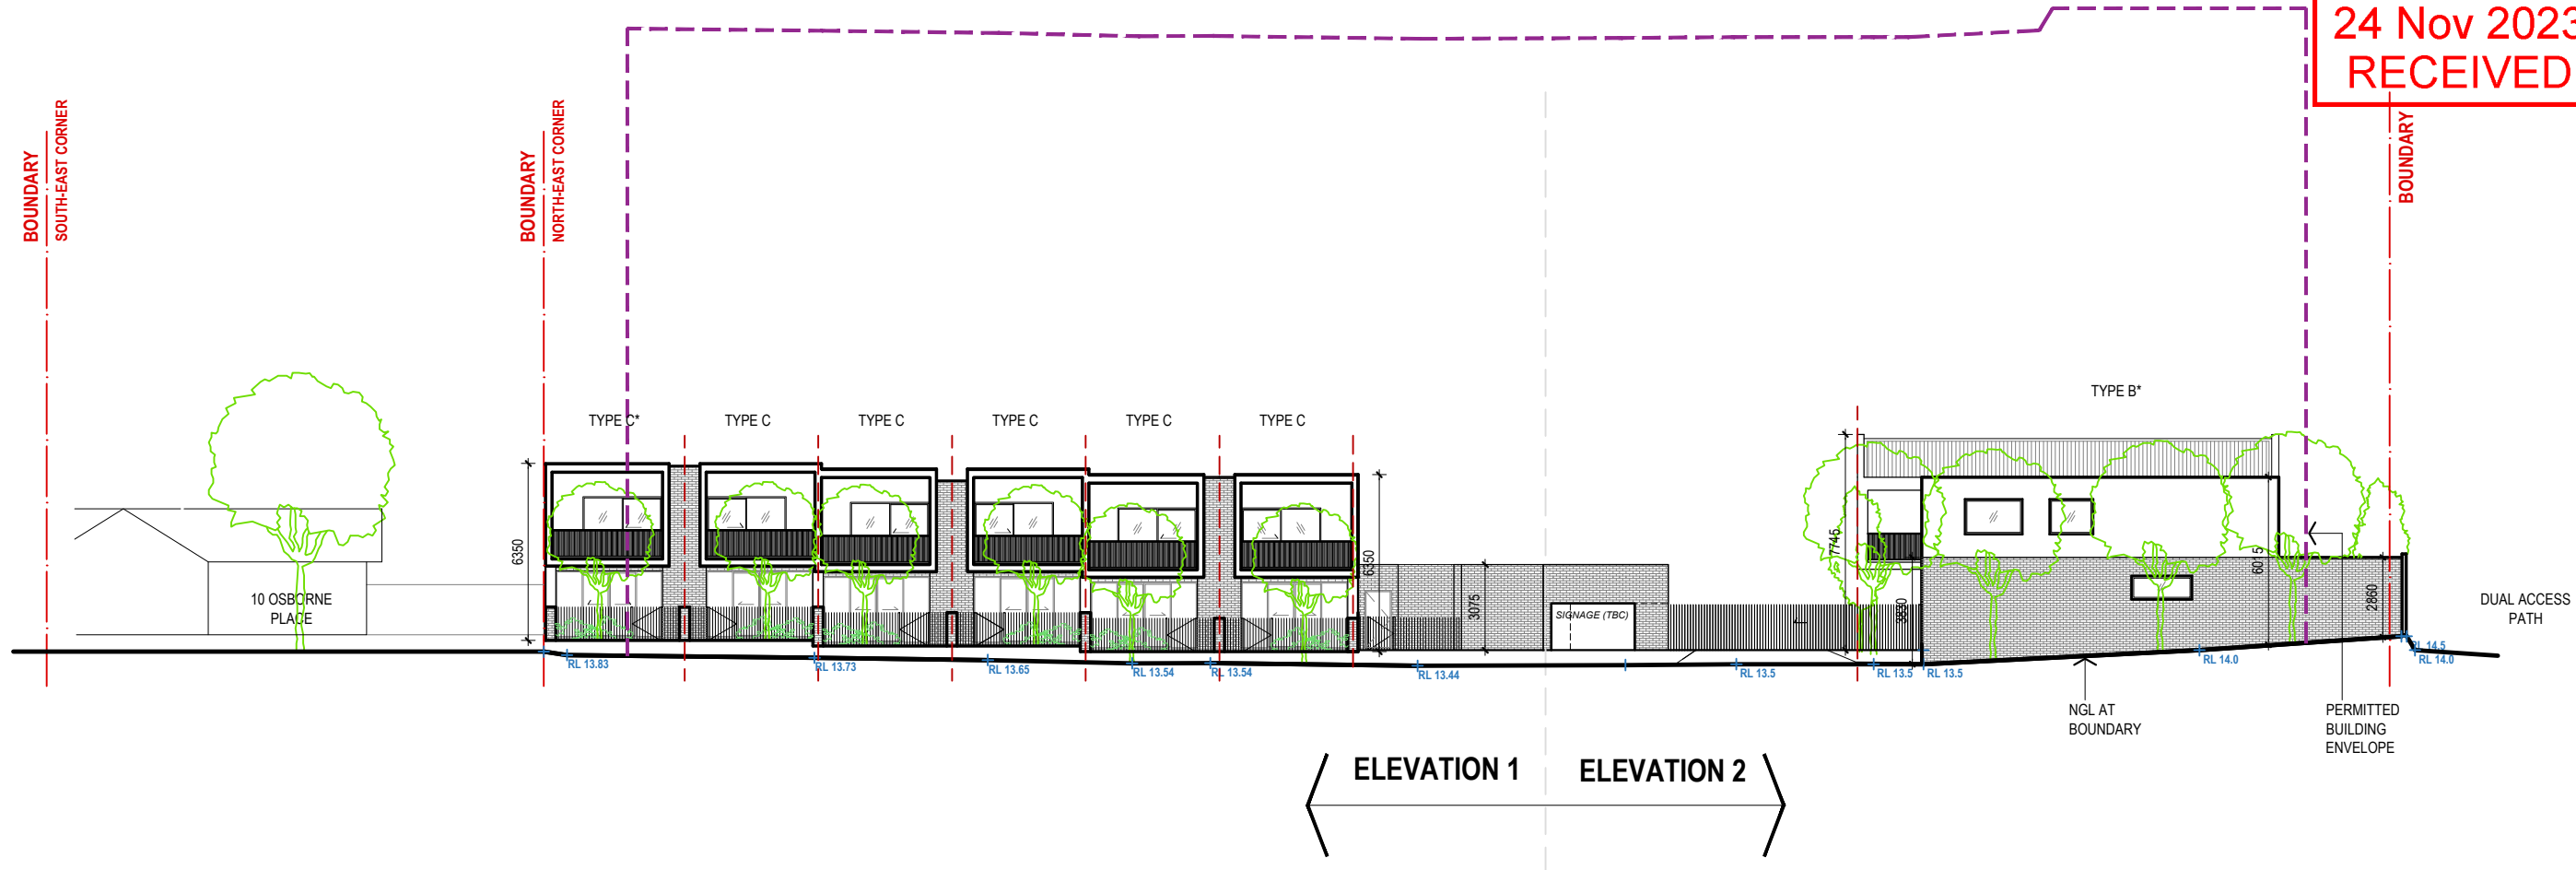 24 Nov 2023
RECEIVED
BOUNDARY
SOUTH-EAST CORNER
BOUNDARY
NORTH-EAST CORNER
BOUNDARY
TYPE C*
TYPE C
TYPE C
TYPE C
TYPE C
TYPE C
TYPE B*
6350
6350
3075
7745
3830
2860
10 OSBORNE
PLACE
SIGNAGE (TBC)
DUAL ACCESS
PATH
RL 13.83
RL 13.73
RL 13.65
RL 13.54
RL 13.54
RL 13.44
RL 13.5
RL 13.5
RL 13.5
RL 14.0
14.5
RL 14.0
NGL AT
BOUNDARY
PERMITTED
BUILDING
ENVELOPE
ELEVATION 1
ELEVATION 2